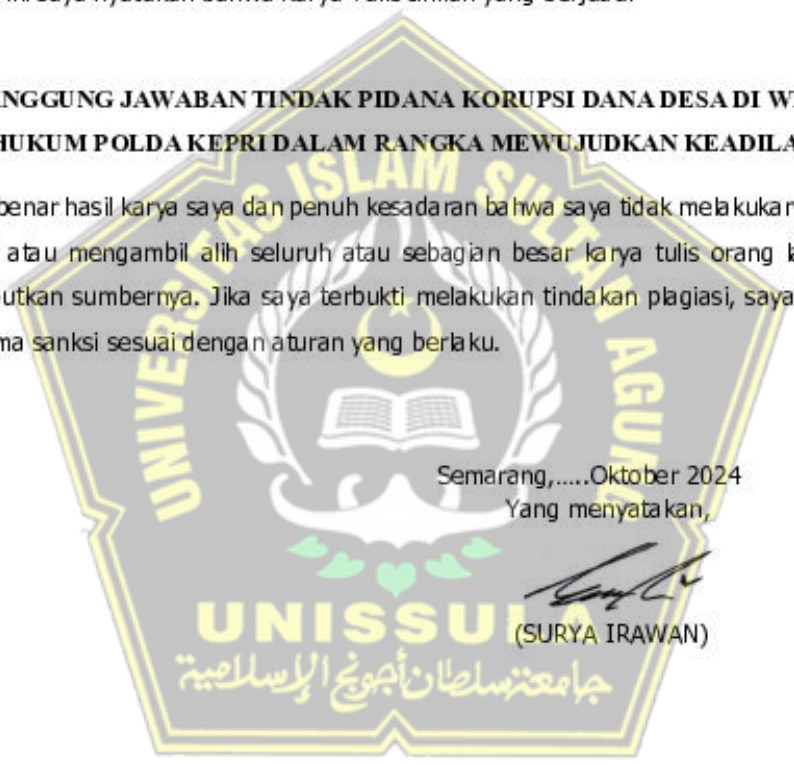 NGGUNG JAWABAN TINDAK PIDANA KORUPSI DANA DESA DI W
HUKUM POLDA KEPRI DALAM RANGKA MEWUJUDKAN KEADILA
benar hasil karya saya dan penuh kesadaran bahwa saya tidak melakukan
atau mengambil alih seluruh atau sebagian besar karya tulis orang l
utkan sumbernya. Jika saya terbukti melakukan tindakan plagiasi, saya
ma sanksi sesuai dengan aturan yang berlaku.
Semarang,.....Oktober 2024
Yang menyatakan,
(SURYA IRAWAN)
UNIVERSITAS ISLAM SULTAN AGUNG
UNISSULA
جامعة سلطان أجونج الإسلامية